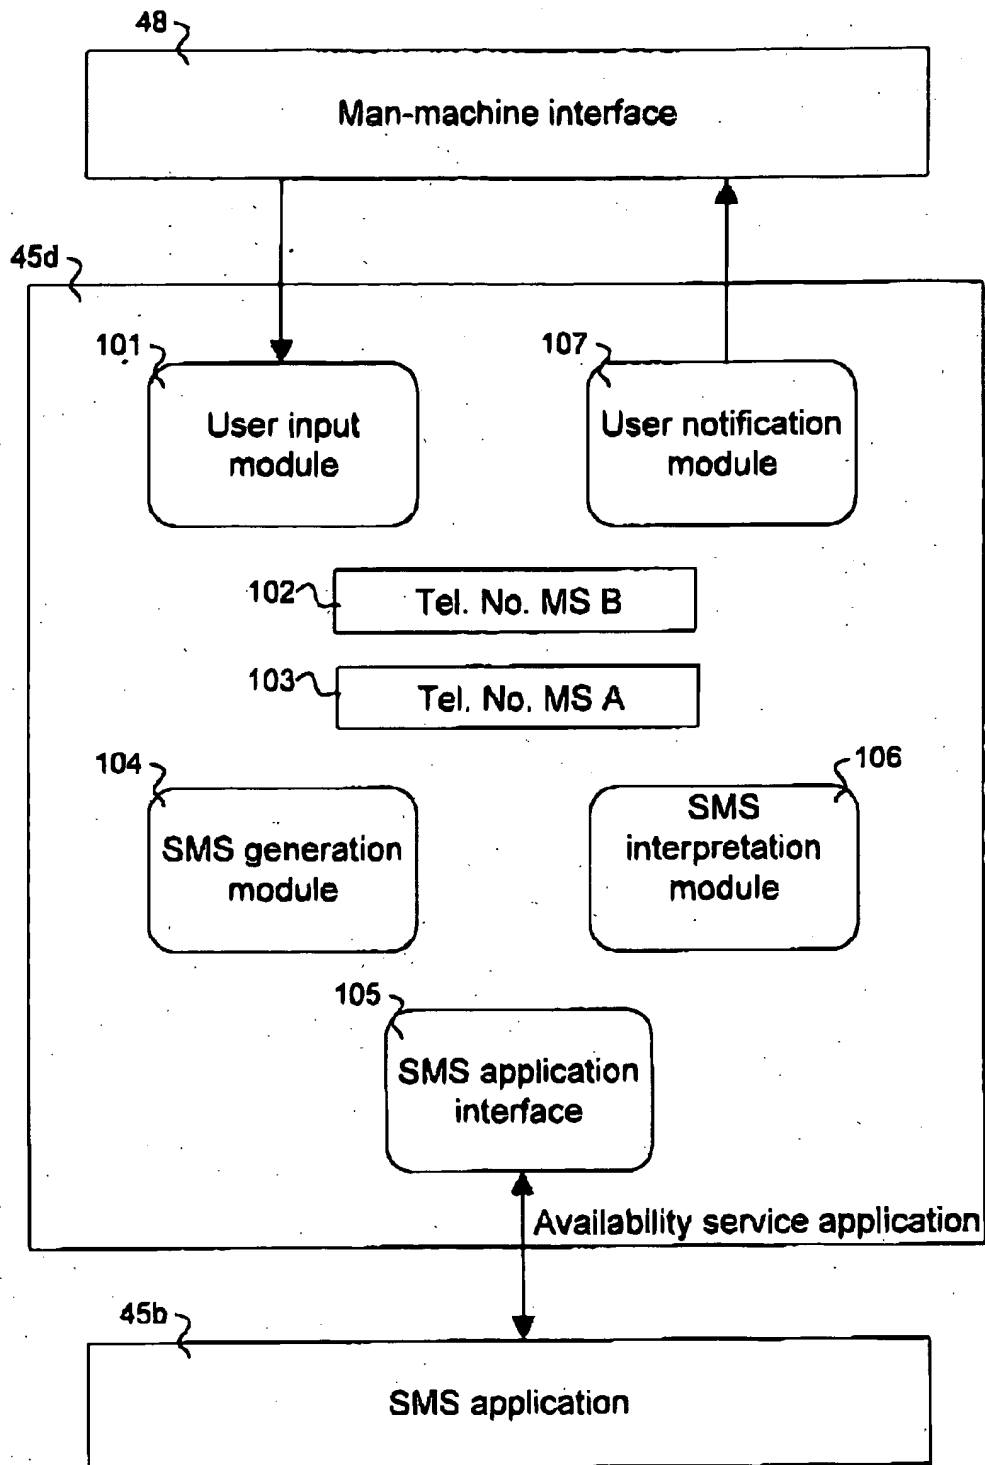 48
Man-machine interface
45d
101
107
User input
module
User notification
module
102
Tel. No. MS B
103
Tel. No. MS A
104
106
SMS generation
module
SMS
interpretation
module
105
SMS application
interface
Availability service application
45b
SMS application